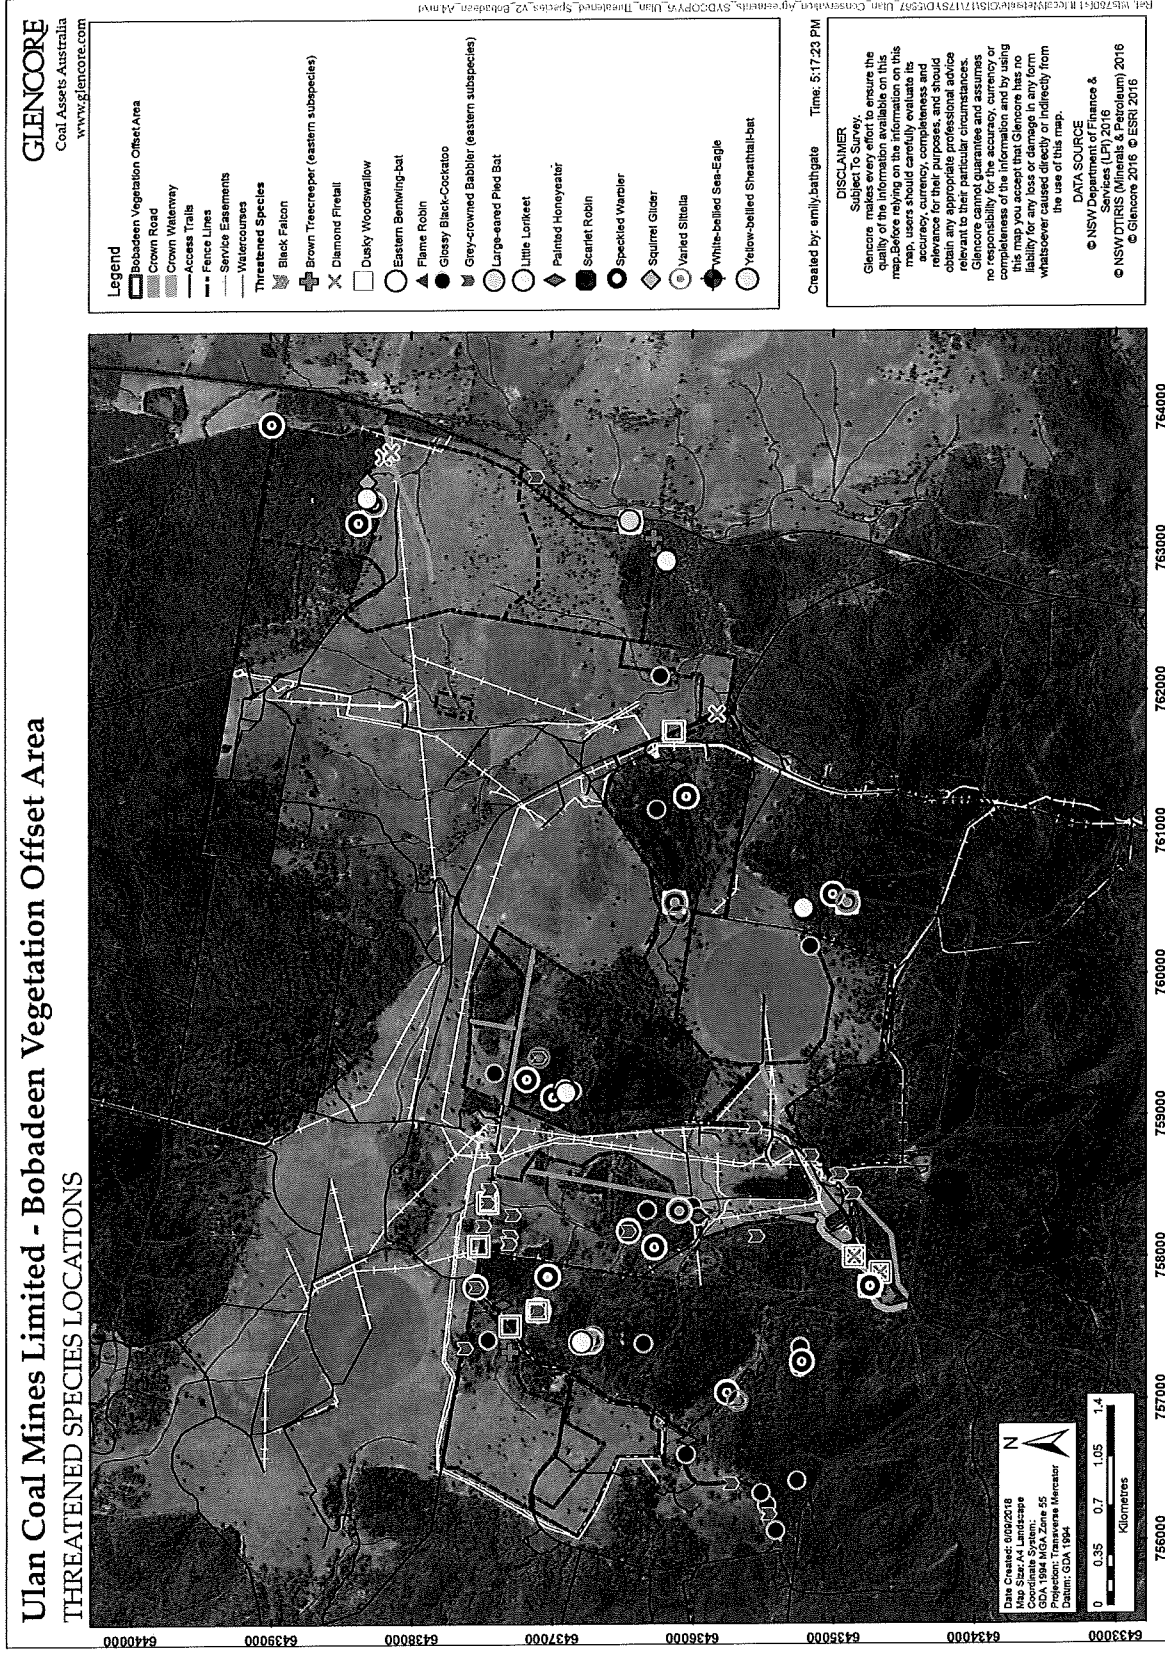 Ulan Coal Mines Limited - Bobadeen Vegetation Offset Area
THREATENED SPECIES LOCATIONS
GLENCORE
Coal Assets Australia
www.glencore.com
Legend
Bobadeen Vegetation Offset Area
Crown Road
Crown Waterway
Access Trails
Fence Lines
Service Easements
Watercourses
Threatened Species
Black Falcon
Brown Treecreeper (eastern subspecies)
Diamond Firetail
Dusky Woodswallow
Eastern Bentwing-bat
Flame Robin
Glossy Black-Cockatoo
Grey-crowned Babbler (eastern subspecies)
Large-eared Pied Bat
Little Lorikeet
Painted Honeyeater
Scarlet Robin
Speckled Warbler
Squirrel Glider
Varied Sittella
White-bellied Sea-Eagle
Yellow-bellied Sheathtail-bat
Created by: emily.bathgate Time: 5:17:23 PM
DISCLAIMER
Subject To Survey.
Glencore makes every effort to ensure the
quality of the information available on this
map.Before relying on the information on this
map, users should carefully evaluate its
accuracy, currency, completeness and
relevance for their purposes, and should
obtain any appropriate professional advice
relevant to their particular circumstances.
Glencore cannot guarantee and assumes
no responsibility for the accuracy, currency or
completeness of the information and by using
this map you accept that Glencore has no
liability for any loss or damage in any form
whatsoever caused directly or indirectly from
the use of this map.
DATA SOURCE
© NSW Department of Finance &
Services (LPI) 2016
© NSW DTIRIS (Minerals & Petroleum) 2016
© Glencore 2016 © ESRI 2016
6440000
6439000
6438000
6437000
6436000
6435000
6434000
6433000
Date Created: 6/09/2018
Map Size: A4 Landscape
Coordinate System:
GDA 1994 MGA Zone 55
Projection: Transverse Mercator
Datum: GDA 1994
N
0 0.35 0.7 1.05 1.4
Kilometres
756000 757000 758000 759000 760000 761000 762000 763000 764000